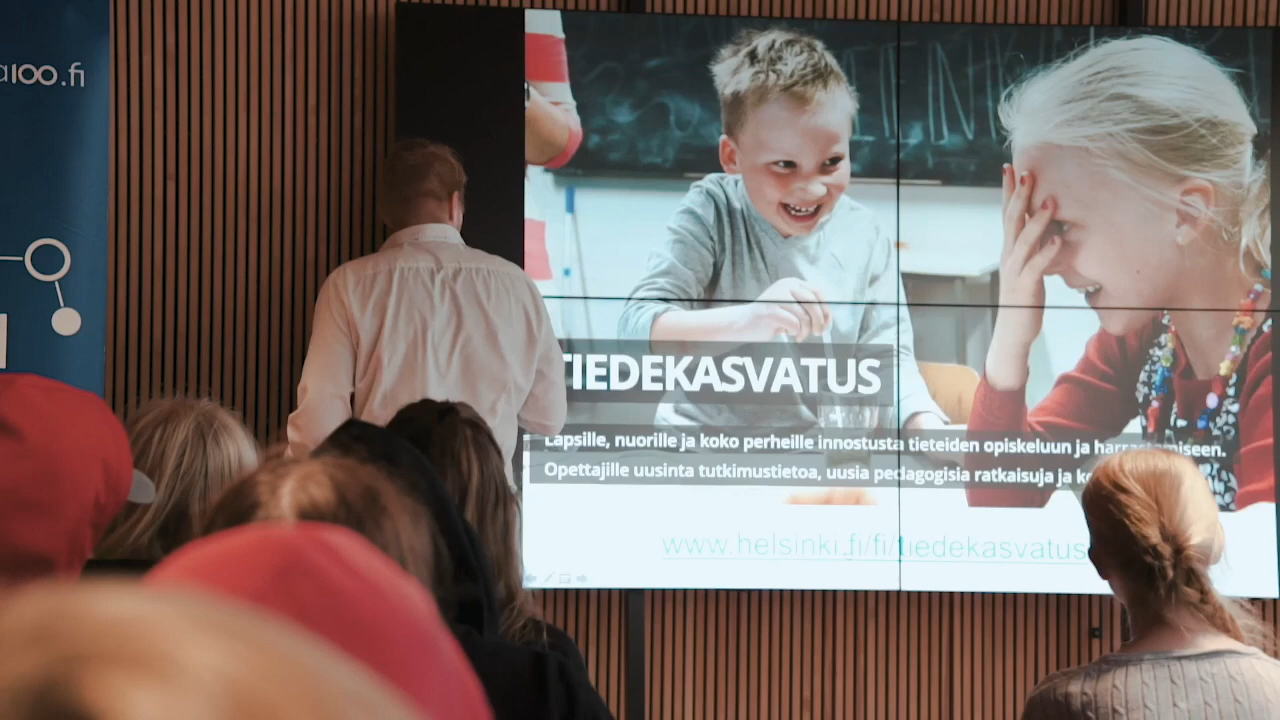 a100.fi
TIEDEKASVATUS
Lapsille, nuorille ja koko perheille innostusta tieteiden opiskeluun ja harrastamiseen.
Opettajille uusinta tutkimustietoa, uusia pedagogisia ratkaisuja ja
www.helsinki.fi/fi/tiedekasvatus